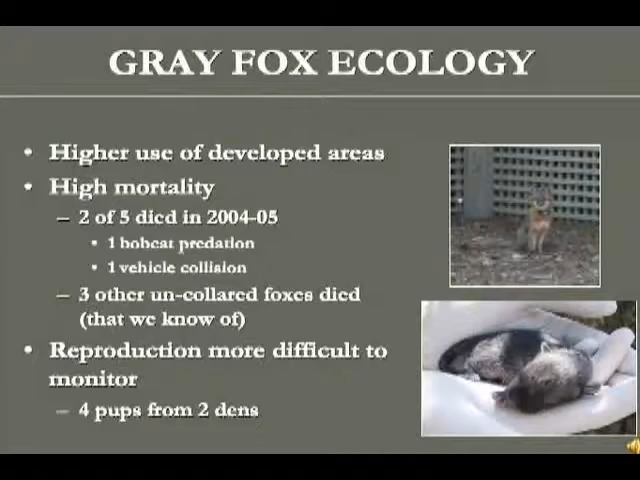 GRAY FOX ECOLOGY
• Higher use of developed areas
• High mortality
– 2 of 5 died in 2004-05
• 1 bobcat predation
• 1 vehicle collision
– 3 other un-collared foxes died
(that we know of)
• Reproduction more difficult to
monitor
– 4 pups from 2 dens